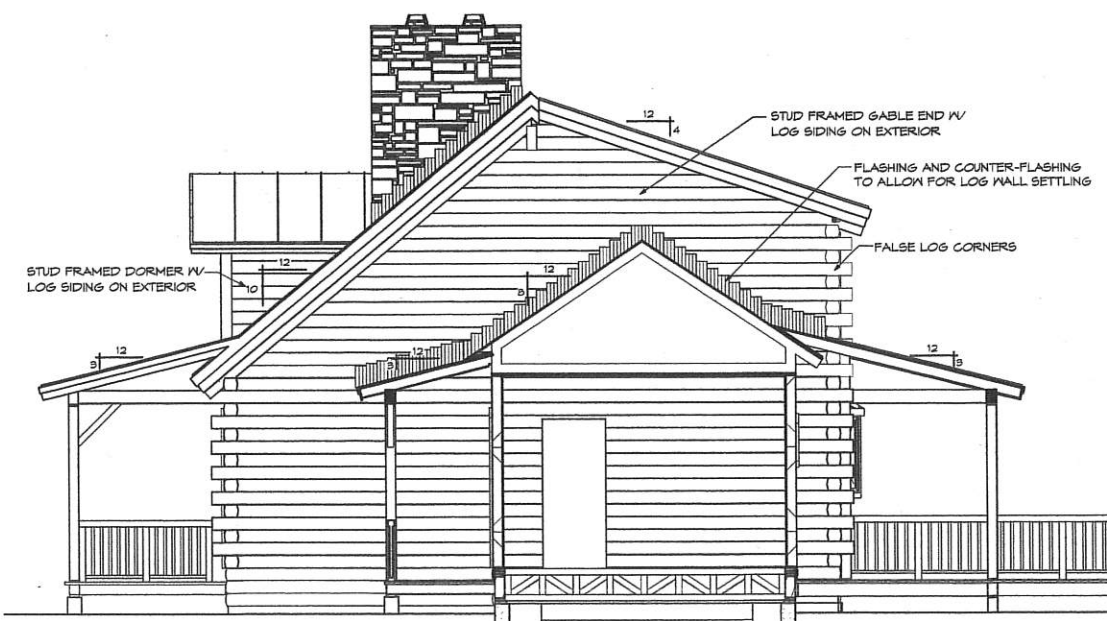 12
4
STUD FRAMED GABLE END W/
LOG SIDING ON EXTERIOR
FLASHING AND COUNTER-FLASHING
TO ALLOW FOR LOG WALL SETTLING
FALSE LOG CORNERS
STUD FRAMED DORMER W/
LOG SIDING ON EXTERIOR
12
10
12
8
12
3
12
3
12
3